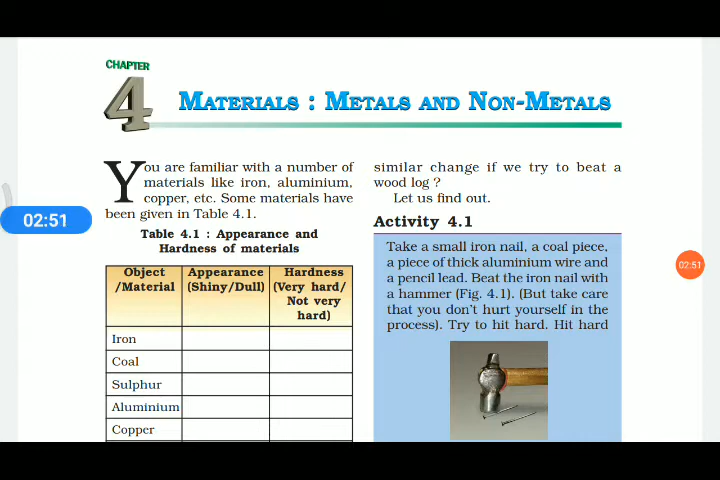 CHAPTER
4
MATERIALS : METALS AND NON-METALS
You are familiar with a number of
materials like iron, aluminium,
copper, etc. Some materials have
been given in Table 4.1.
Table 4.1 : Appearance and
Hardness of materials
Object
/Material
Appearance
(Shiny/Dull)
Hardness
(Very hard/
Not very
hard)
Iron
Coal
Sulphur
Aluminium
Copper
similar change if we try to beat a
wood log ?
Let us find out.
Activity 4.1
Take a small iron nail, a coal piece,
a piece of thick aluminium wire and
a pencil lead. Beat the iron nail with
a hammer (Fig. 4.1). (But take care
that you don't hurt yourself in the
process). Try to hit hard. Hit hard
02:51
02:51